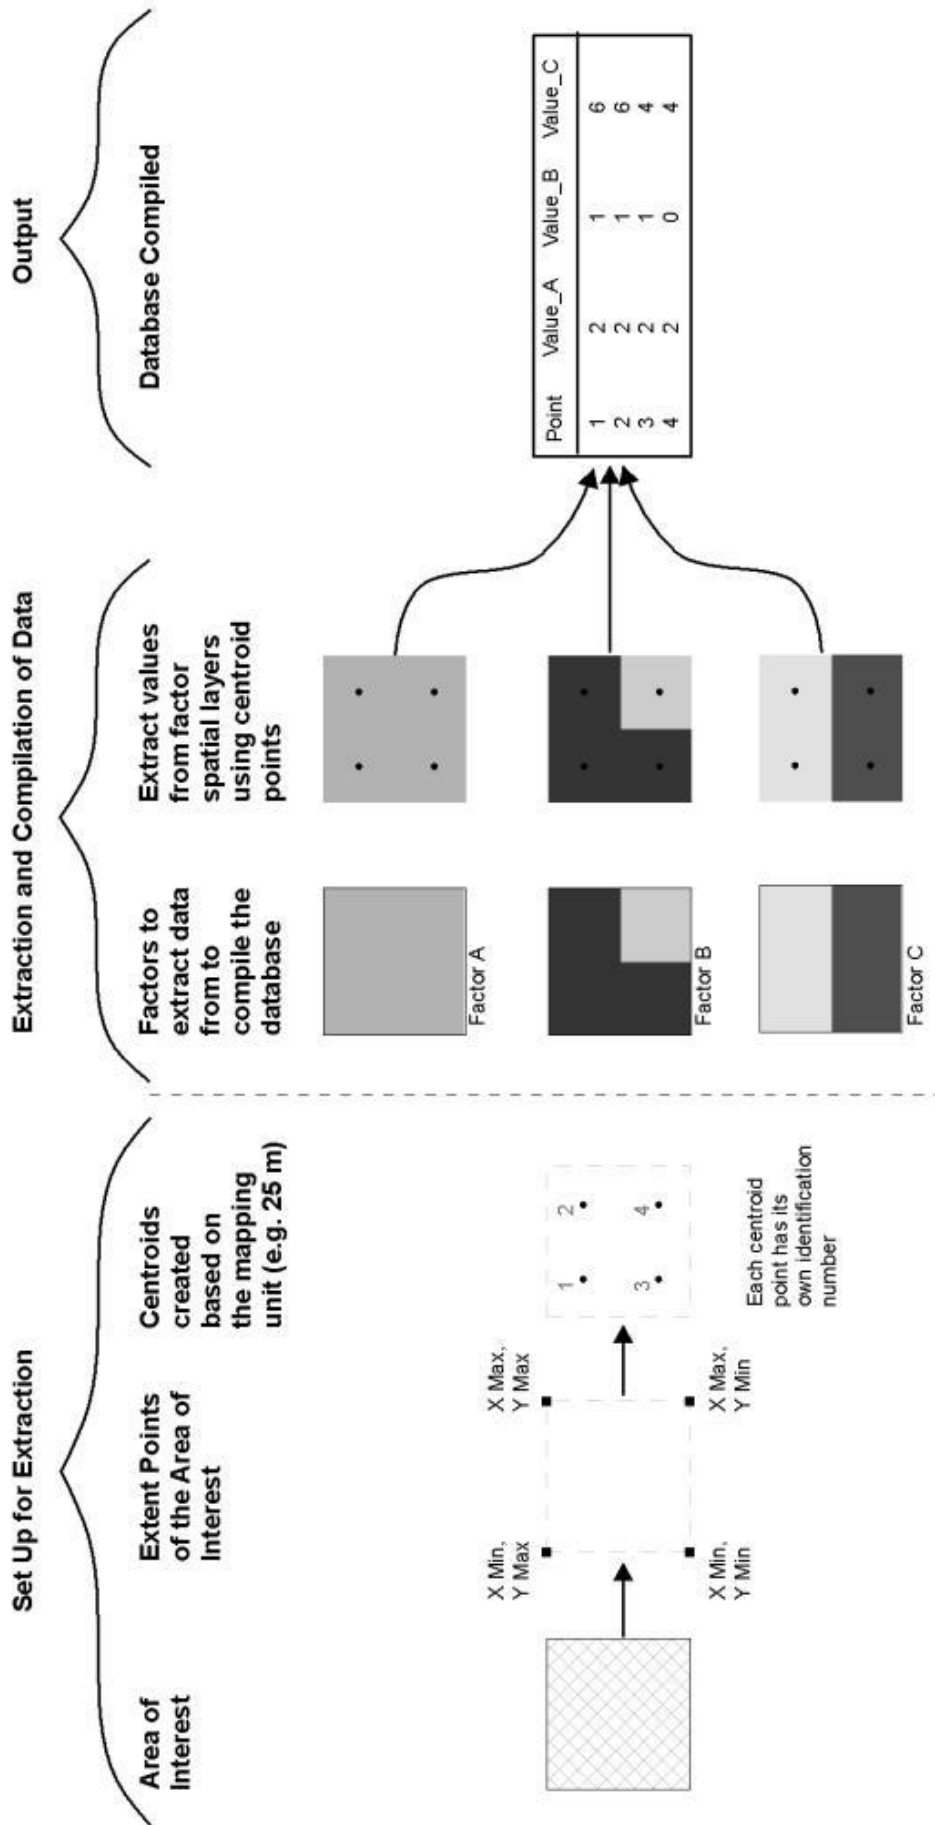 Set Up for Extraction
Area of
Interest
Extent Points
of the Area of
Interest
Centroids
created
based on
the mapping
unit (e.g. 25 m)
X Min,
Y Max
X Max,
Y Max
X Min,
Y Min
X Max,
Y Min
1 2
3 4
Each centroid
point has its
own identification
number
Extraction and Compilation of Data
Factors to
extract data
from to
compile the
database
Extract values
from factor
spatial layers
using centroid
points
Factor A
Factor B
Factor C
Output
Database Compiled
Point Value_A Value_B Value_C
1 2 1 6
2 2 1 6
3 2 1 4
4 2 0 4